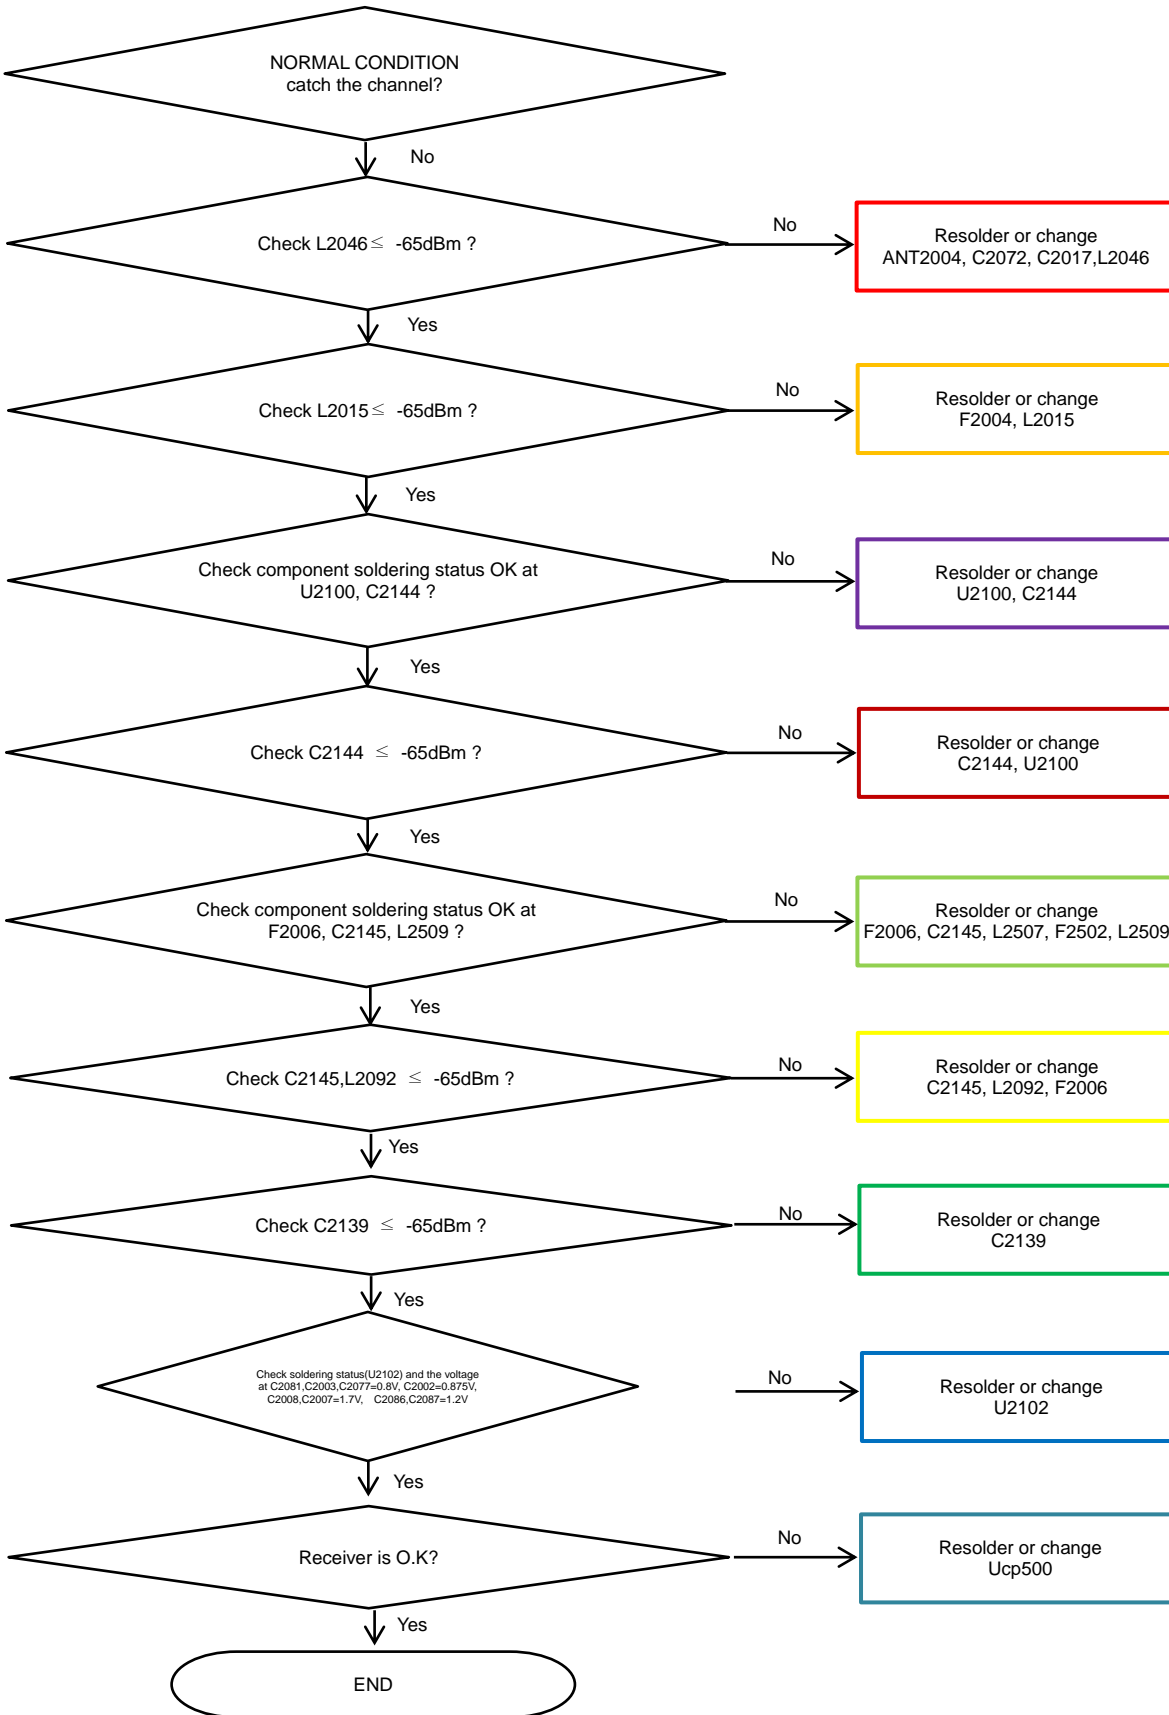 NORMAL CONDITION
catch the channel?
No
Check L2046≤ -65dBm ?
No
Resolder or change
ANT2004, C2072, C2017,L2046
Yes
Check L2015≤ -65dBm ?
No
Resolder or change
F2004, L2015
Yes
Check component soldering status OK at
U2100, C2144 ?
No
Resolder or change
U2100, C2144
Yes
Check C2144 ≤ -65dBm ?
No
Resolder or change
C2144, U2100
Yes
Check component soldering status OK at
F2006, C2145, L2509 ?
No
Resolder or change
F2006, C2145, L2507, F2502, L2509
Yes
Check C2145,L2092 ≤ -65dBm ?
No
Resolder or change
C2145, L2092, F2006
Yes
Check C2139 ≤ -65dBm ?
No
Resolder or change
C2139
Yes
Check soldering status(U2102) and the voltage
at C2081,C2003,C2077=0.8V, C2002=0.875V,
C2008,C2007=1.7V, C2086,C2087=1.2V
No
Resolder or change
U2102
Yes
Receiver is O.K?
No
Resolder or change
Ucp500
Yes
END